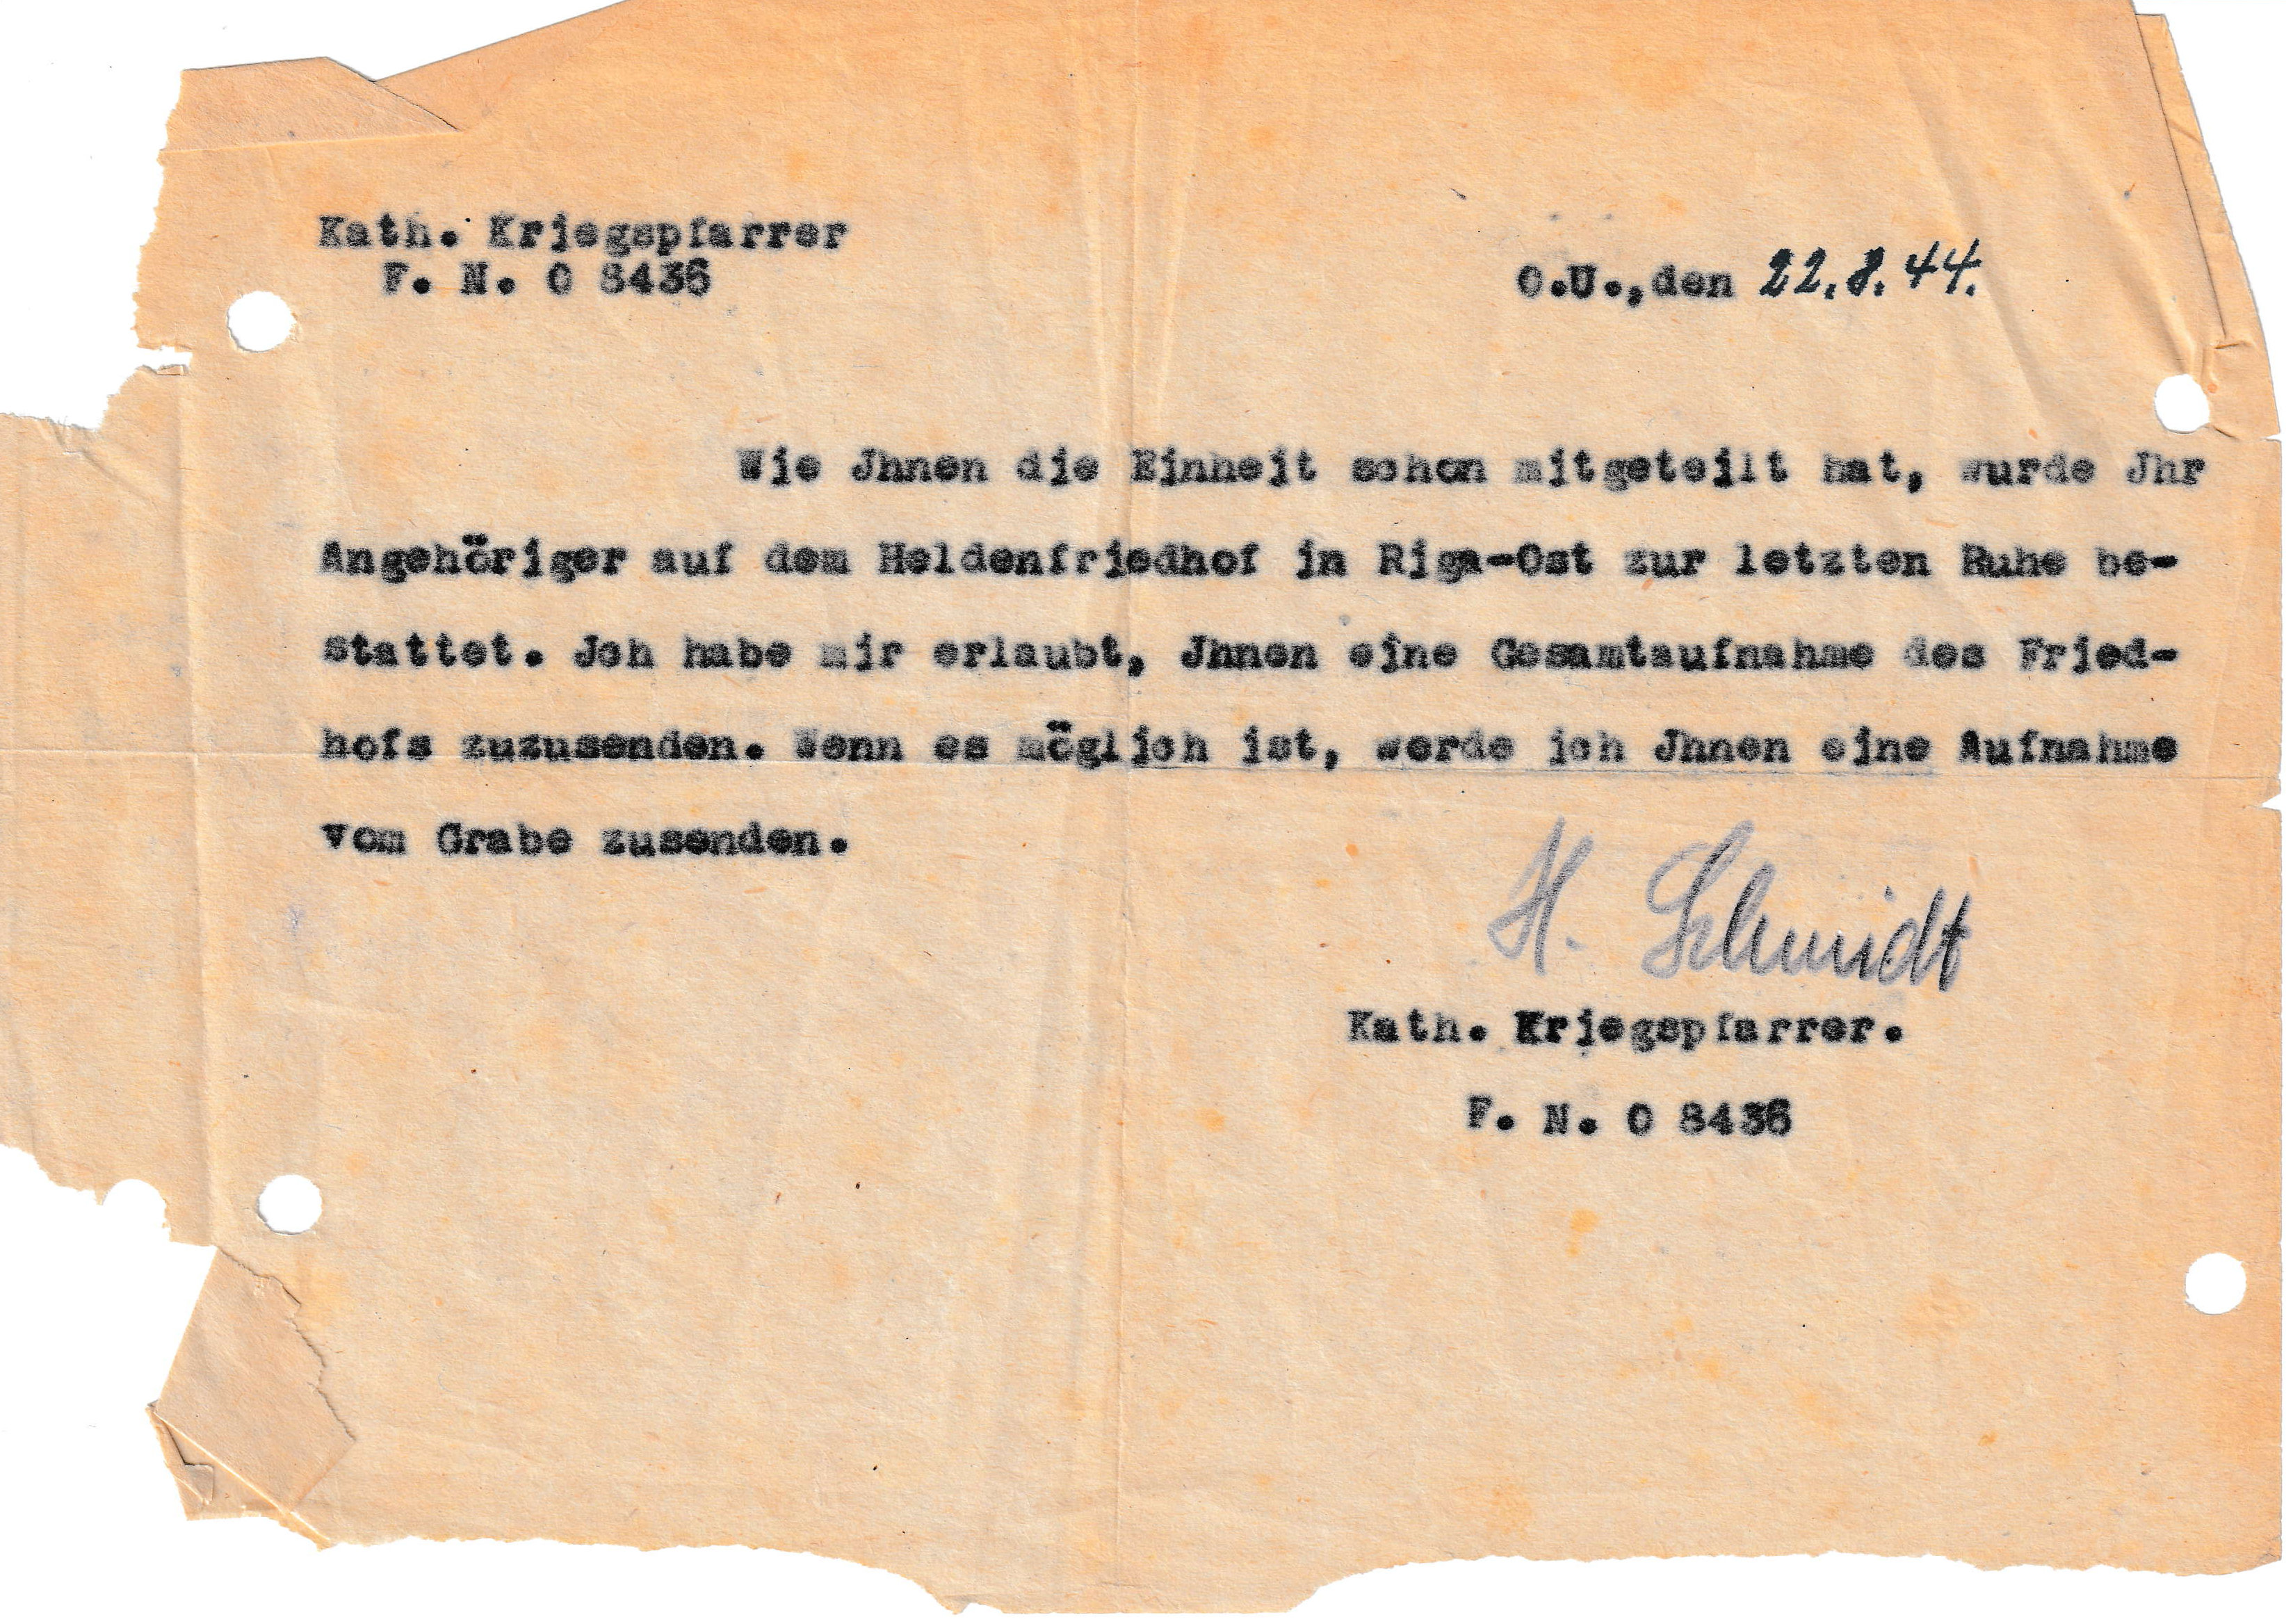 Kath. Kriegspfarrer
F. N. 0 8436
O.U.,den 22.8.44.
Wie Jhnen die Einheit schon mitgeteilt hat, wurde Jhr
Angehöriger auf dem Heldenfriedhof in Riga-Ost zur letzten Ruhe be-
stattet. Jch habe mir erlaubt, Jhnen eine Gesamtaufnahme des Fried-
hofs zuzusenden. Wenn es möglich ist, werde ich Jhnen eine Aufnahme
vom Grabe zusenden.
H. Schmidt
Kath. Kriegspfarrer.
F. N. 0 8436